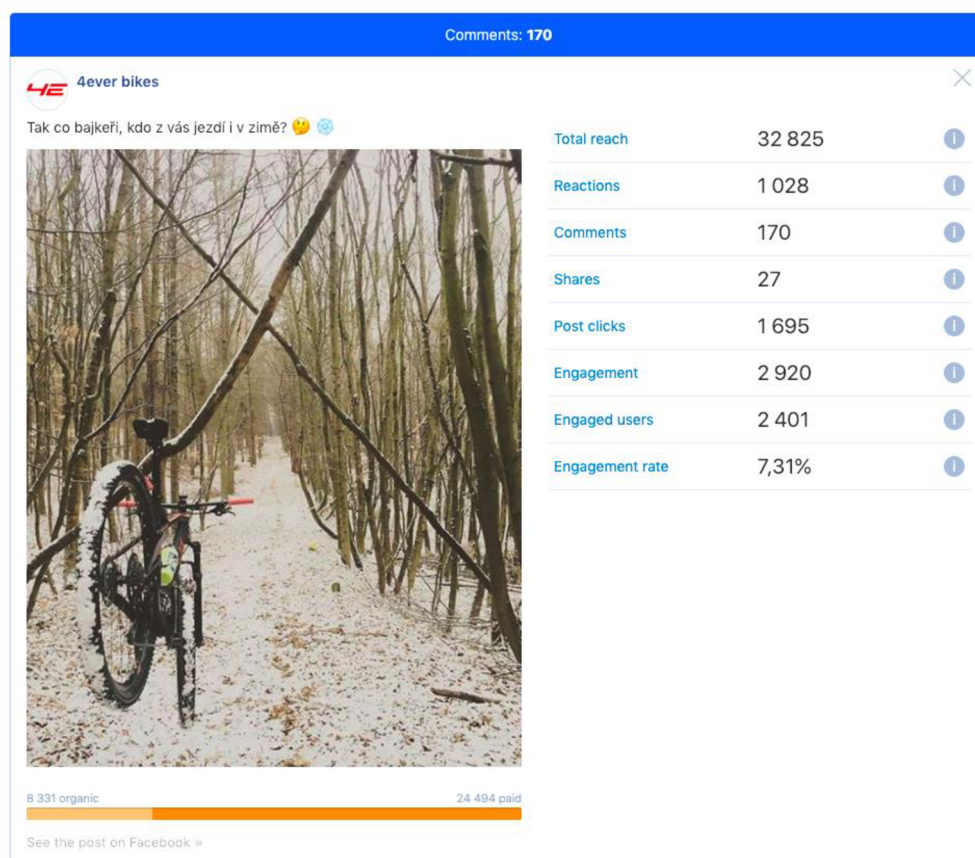 Comments: 170
4E
4ever bikes
Tak co bajkeři, kdo z vás jezdí i v zimě? 🤔 ❄️
Total reach 32 825
Reactions 1 028
Comments 170
Shares 27
Post clicks 1 695
Engagement 2 920
Engaged users 2 401
Engagement rate 7,31%
8 331 organic 24 494 paid
See the post on Facebook »